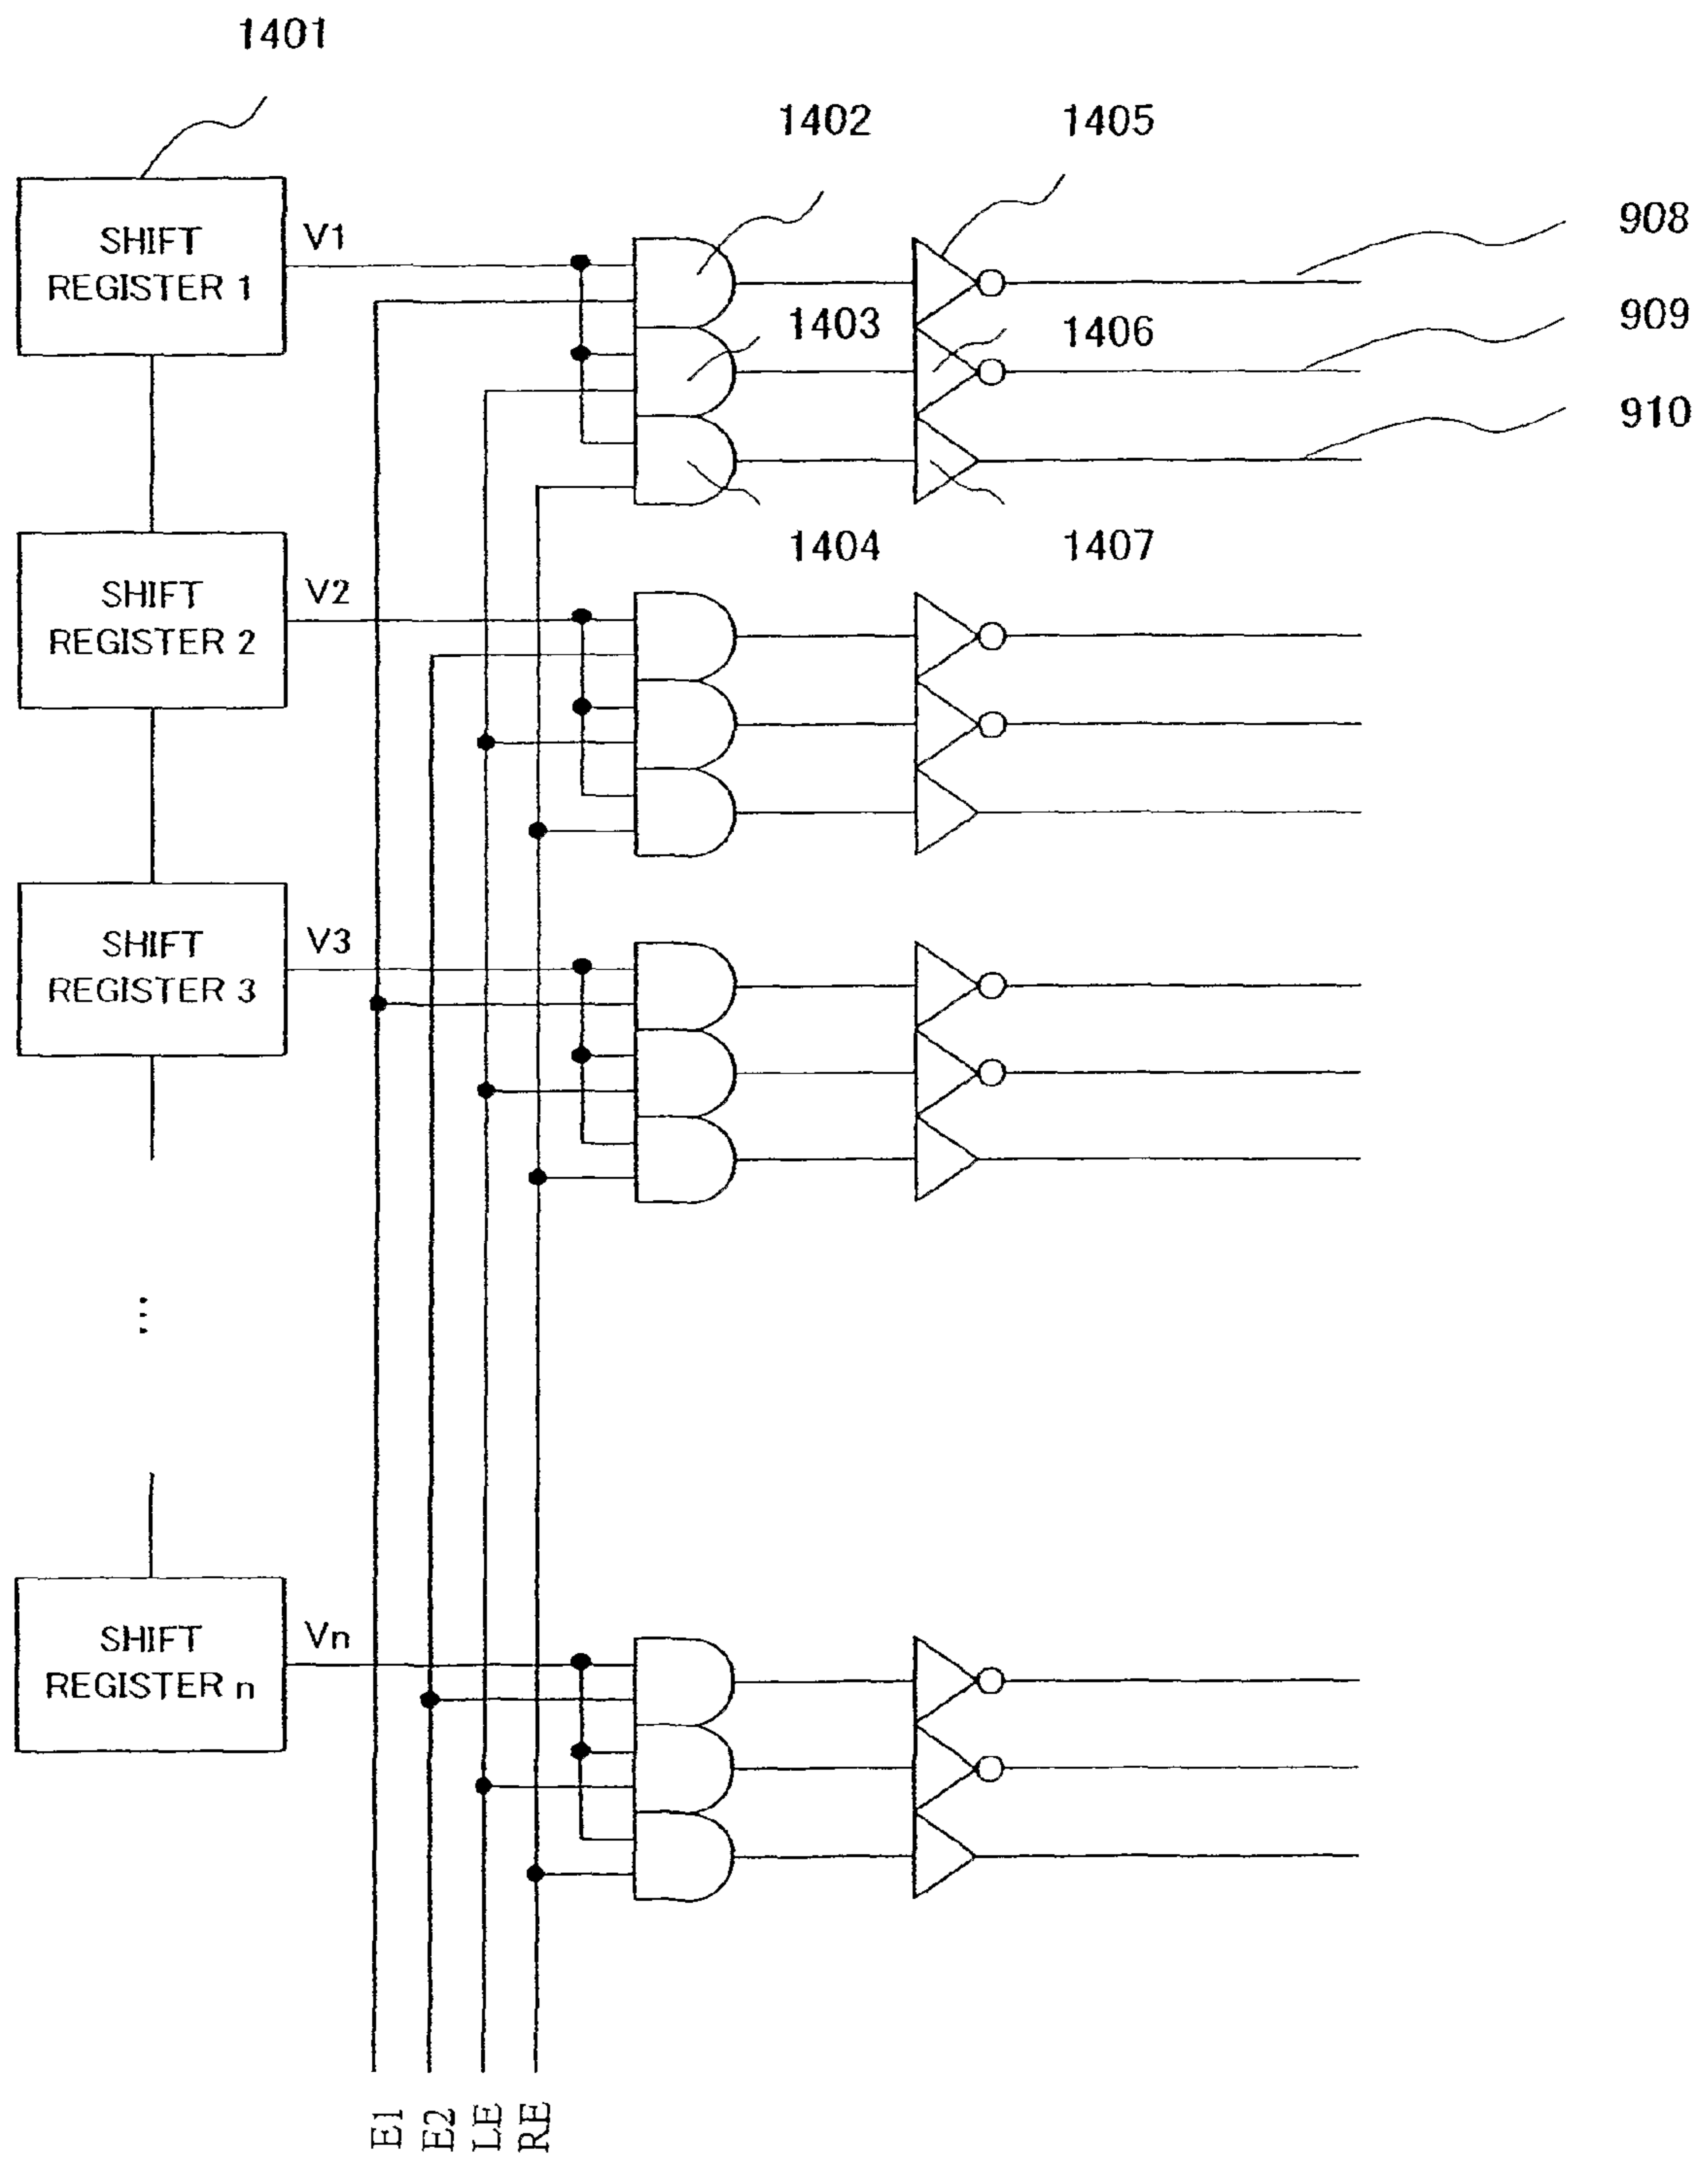 1401
1402
1405
908
SHIFT
REGISTER 1
V1
909
1403
1406
910
1404
1407
SHIFT
REGISTER 2
V2
SHIFT
REGISTER 3
V3
...
SHIFT
REGISTER n
Vn
E1
E2
LE
RE